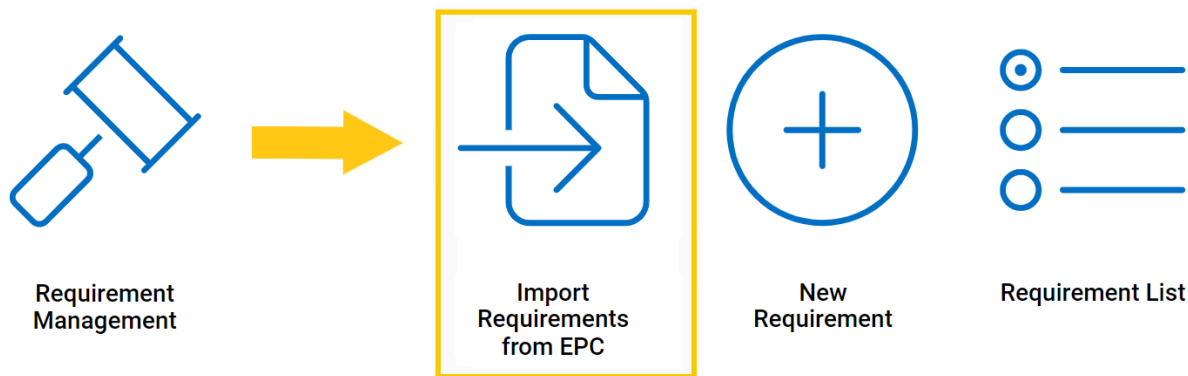 Requirement
Management
Import
Requirements
from EPC
New
Requirement
Requirement List